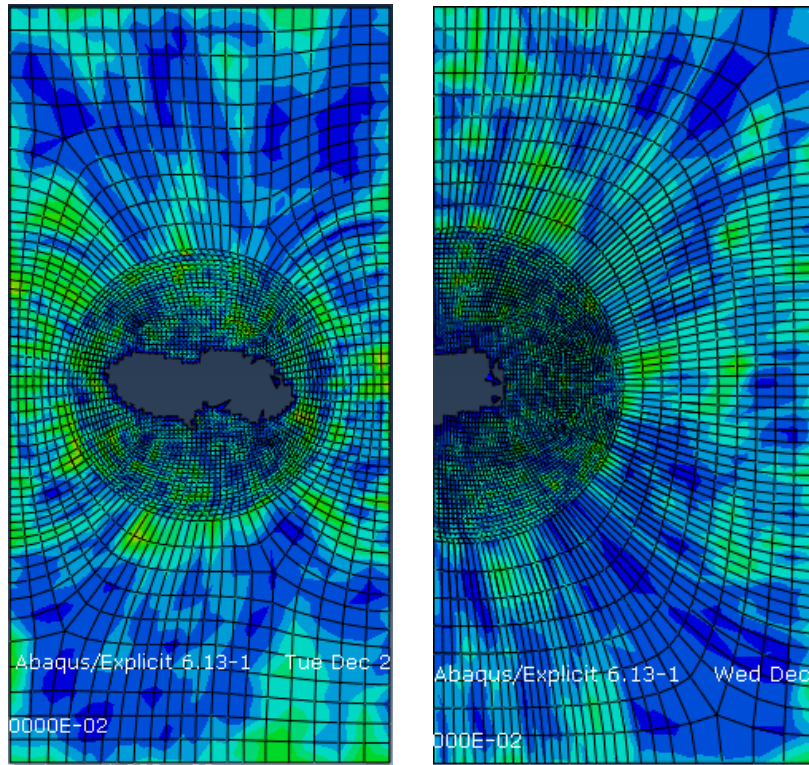 Abaqus/Explicit 6.13-1 Tue Dec 2
0000E-02
Abaqus/Explicit 6.13-1 Wed Dec
000E-02